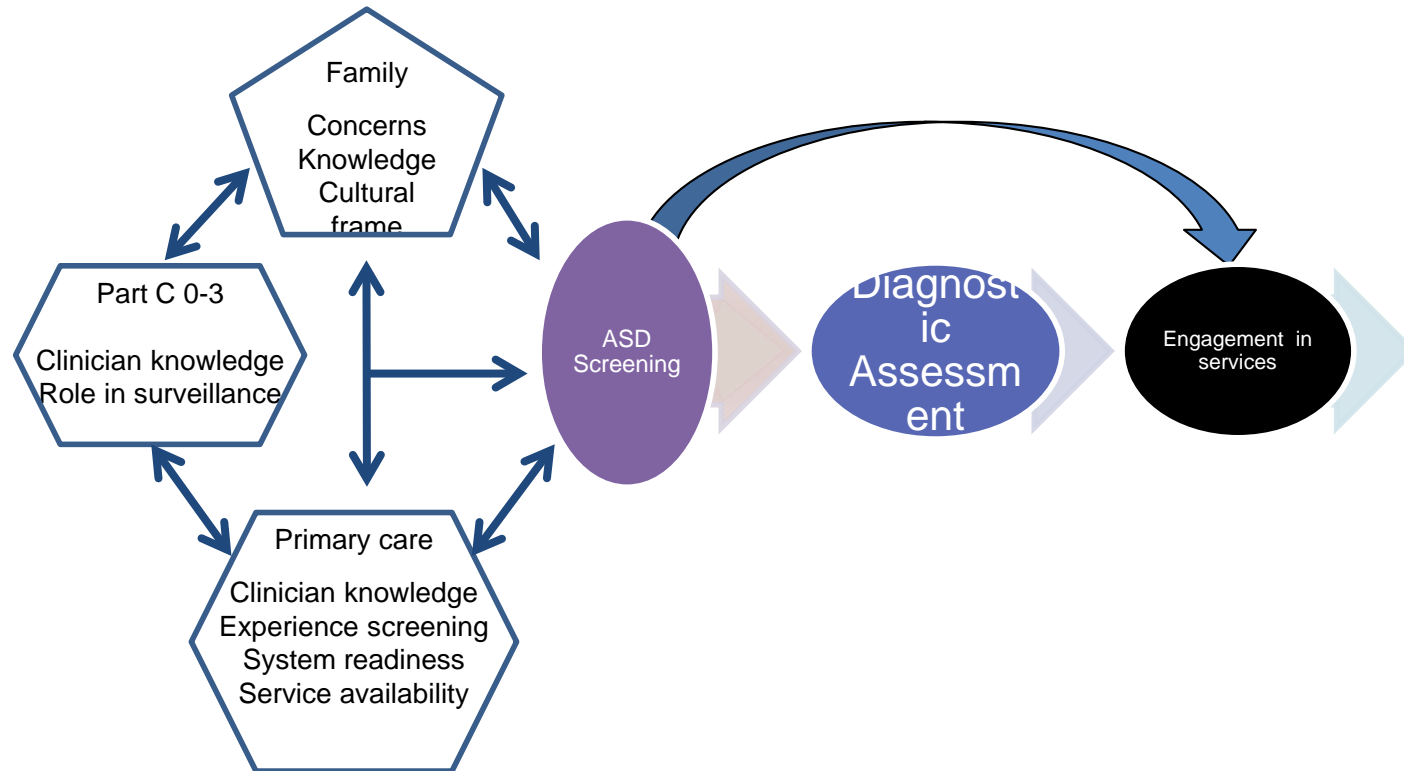 Family
Concerns
Knowledge
Cultural
frame
Part C 0-3
Clinician knowledge
Role in surveillance
Primary care
Clinician knowledge
Experience screening
System readiness
Service availability
ASD
Screening
Diagnost
ic
Assessm
ent
Engagement in
services